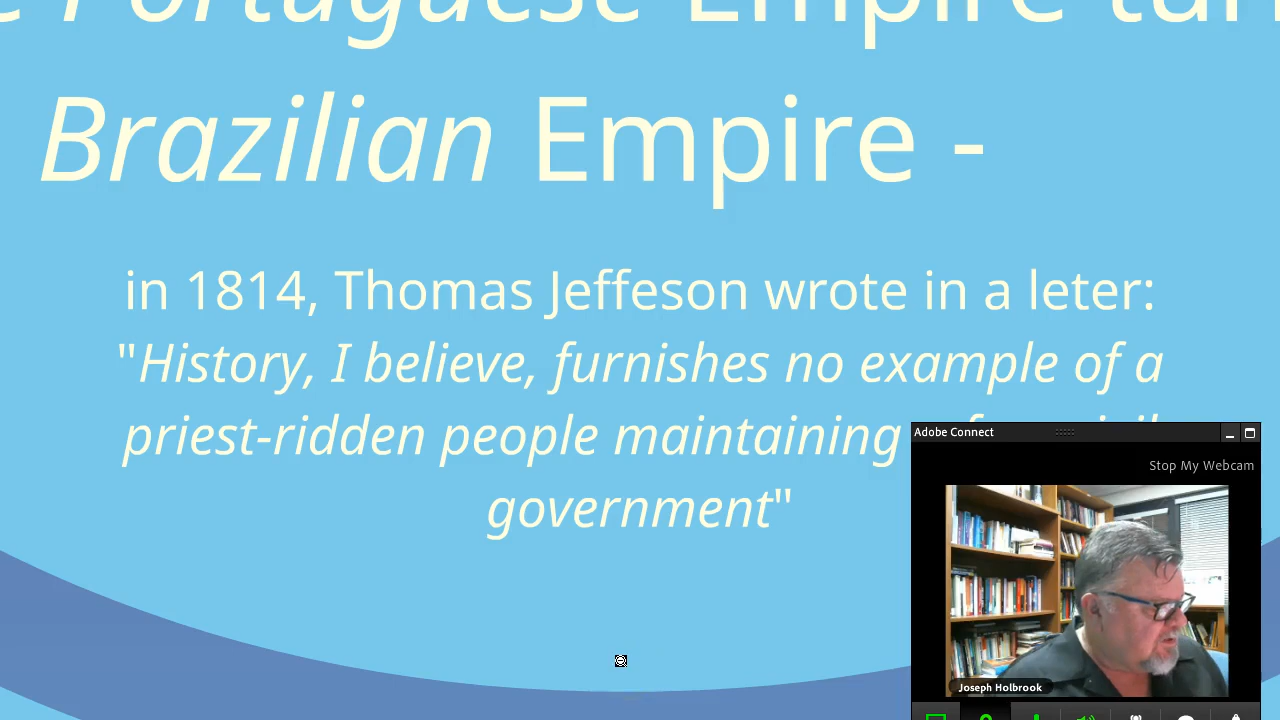 e Portuguese Empire tur
Brazilian Empire -
in 1814, Thomas Jeffeson wrote in a leter:
"History, I believe, furnishes no example of a
priest-ridden people maintaining
government"
Adobe Connect
Stop My Webcam
Joseph Holbrook